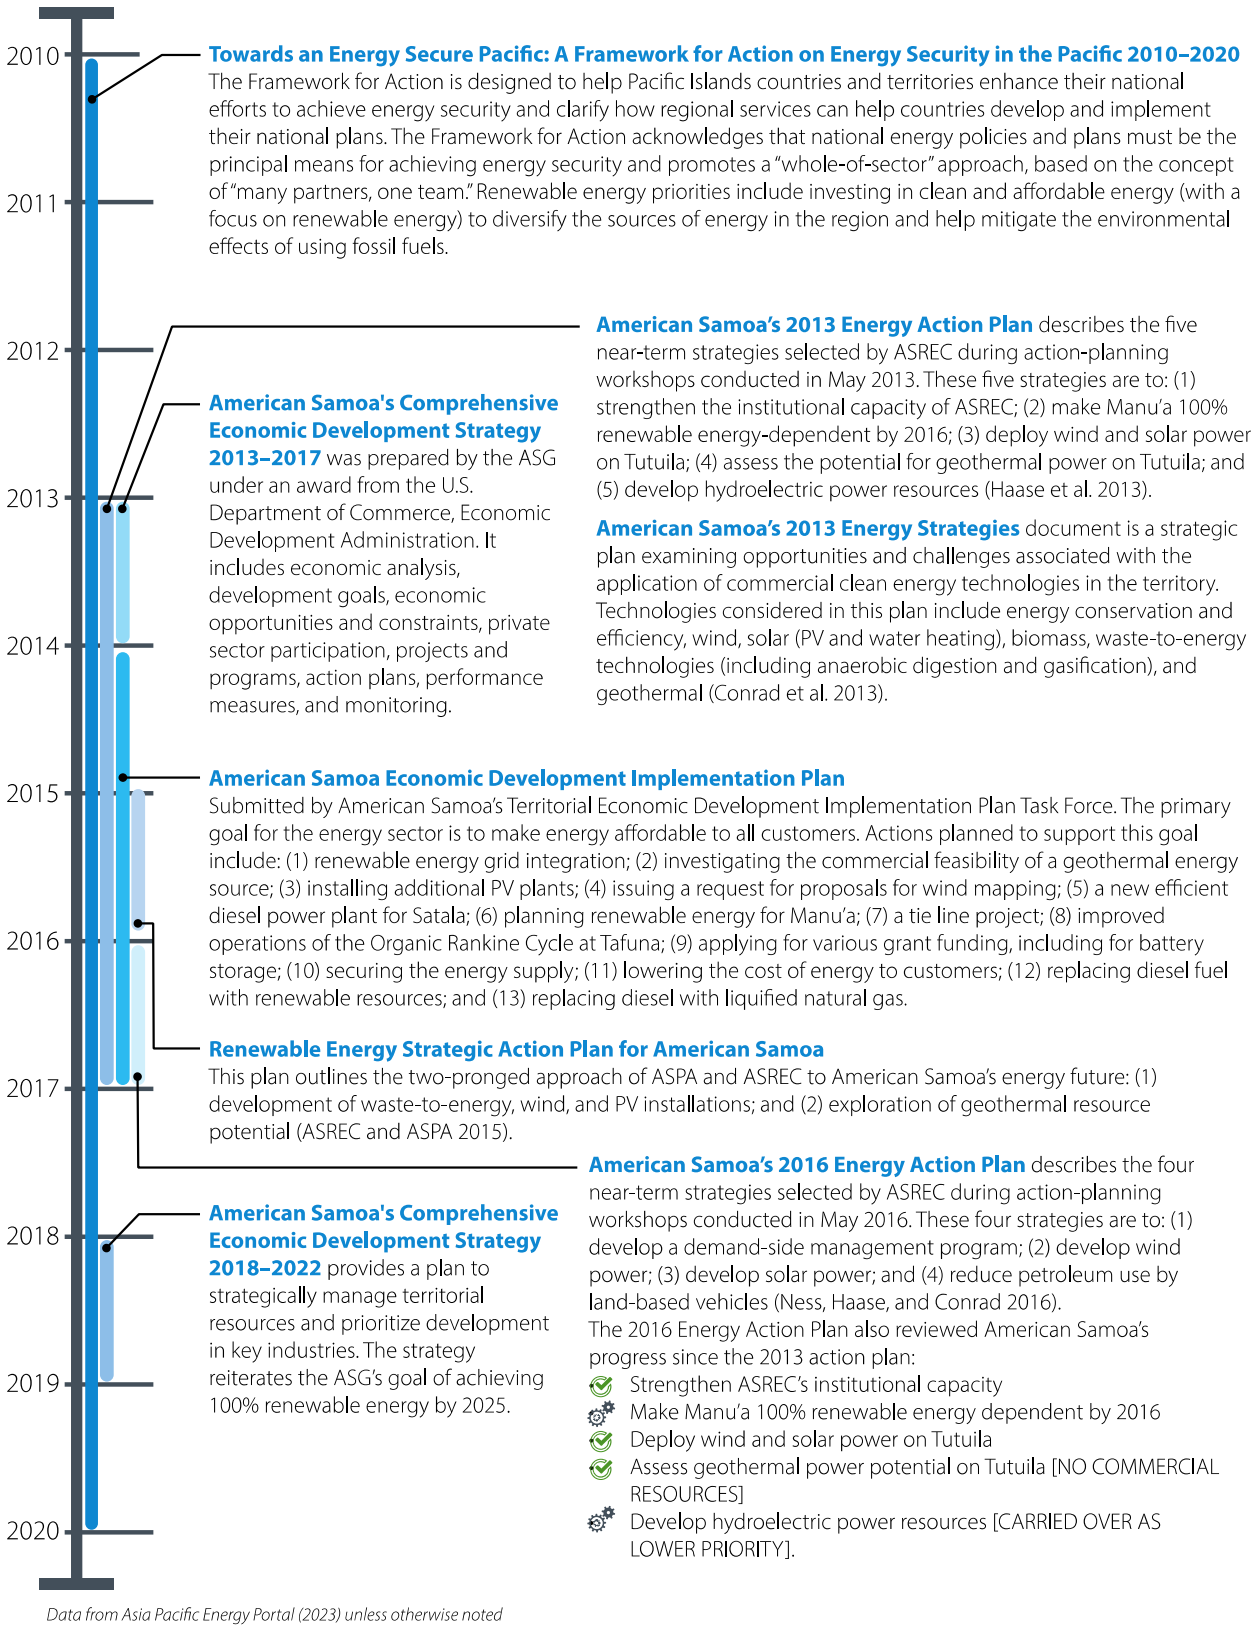 2010
2011
2012
2013
2014
2015
2016
2017
2018
2019
2020
Towards an Energy Secure Pacific: A Framework for Action on Energy Security in the Pacific 2010–2020
The Framework for Action is designed to help Pacific Islands countries and territories enhance their national
efforts to achieve energy security and clarify how regional services can help countries develop and implement
their national plans. The Framework for Action acknowledges that national energy policies and plans must be the
principal means for achieving energy security and promotes a “whole-of-sector” approach, based on the concept
of “many partners, one team.” Renewable energy priorities include investing in clean and affordable energy (with a
focus on renewable energy) to diversify the sources of energy in the region and help mitigate the environmental
effects of using fossil fuels.
American Samoa’s 2013 Energy Action Plan describes the five
near-term strategies selected by ASREC during action-planning
workshops conducted in May 2013. These five strategies are to: (1)
strengthen the institutional capacity of ASREC; (2) make Manu’a 100%
renewable energy-dependent by 2016; (3) deploy wind and solar power
on Tutuila; (4) assess the potential for geothermal power on Tutuila; and
(5) develop hydroelectric power resources (Haase et al. 2013).
American Samoa's Comprehensive
Economic Development Strategy
2013–2017 was prepared by the ASG
under an award from the U.S.
Department of Commerce, Economic
Development Administration. It
includes economic analysis,
development goals, economic
opportunities and constraints, private
sector participation, projects and
programs, action plans, performance
measures, and monitoring.
American Samoa’s 2013 Energy Strategies document is a strategic
plan examining opportunities and challenges associated with the
application of commercial clean energy technologies in the territory.
Technologies considered in this plan include energy conservation and
efficiency, wind, solar (PV and water heating), biomass, waste-to-energy
technologies (including anaerobic digestion and gasification), and
geothermal (Conrad et al. 2013).
American Samoa Economic Development Implementation Plan
Submitted by American Samoa’s Territorial Economic Development Implementation Plan Task Force. The primary
goal for the energy sector is to make energy affordable to all customers. Actions planned to support this goal
include: (1) renewable energy grid integration; (2) investigating the commercial feasibility of a geothermal energy
source; (3) installing additional PV plants; (4) issuing a request for proposals for wind mapping; (5) a new efficient
diesel power plant for Satala; (6) planning renewable energy for Manu’a; (7) a tie line project; (8) improved
operations of the Organic Rankine Cycle at Tafuna; (9) applying for various grant funding, including for battery
storage; (10) securing the energy supply; (11) lowering the cost of energy to customers; (12) replacing diesel fuel
with renewable resources; and (13) replacing diesel with liquified natural gas.
Renewable Energy Strategic Action Plan for American Samoa
This plan outlines the two-pronged approach of ASPA and ASREC to American Samoa’s energy future: (1)
development of waste-to-energy, wind, and PV installations; and (2) exploration of geothermal resource
potential (ASREC and ASPA 2015).
American Samoa's Comprehensive
Economic Development Strategy
2018–2022 provides a plan to
strategically manage territorial
resources and prioritize development
in key industries. The strategy
reiterates the ASG’s goal of achieving
100% renewable energy by 2025.
American Samoa’s 2016 Energy Action Plan describes the four
near-term strategies selected by ASREC during action-planning
workshops conducted in May 2016. These four strategies are to: (1)
develop a demand-side management program; (2) develop wind
power; (3) develop solar power; and (4) reduce petroleum use by
land-based vehicles (Ness, Haase, and Conrad 2016).
The 2016 Energy Action Plan also reviewed American Samoa’s
progress since the 2013 action plan:
Strengthen ASREC’s institutional capacity
Make Manu’a 100% renewable energy dependent by 2016
Deploy wind and solar power on Tutuila
Assess geothermal power potential on Tutuila [NO COMMERCIAL
RESOURCES]
Develop hydroelectric power resources [CARRIED OVER AS
LOWER PRIORITY].
Data from Asia Pacific Energy Portal (2023) unless otherwise noted